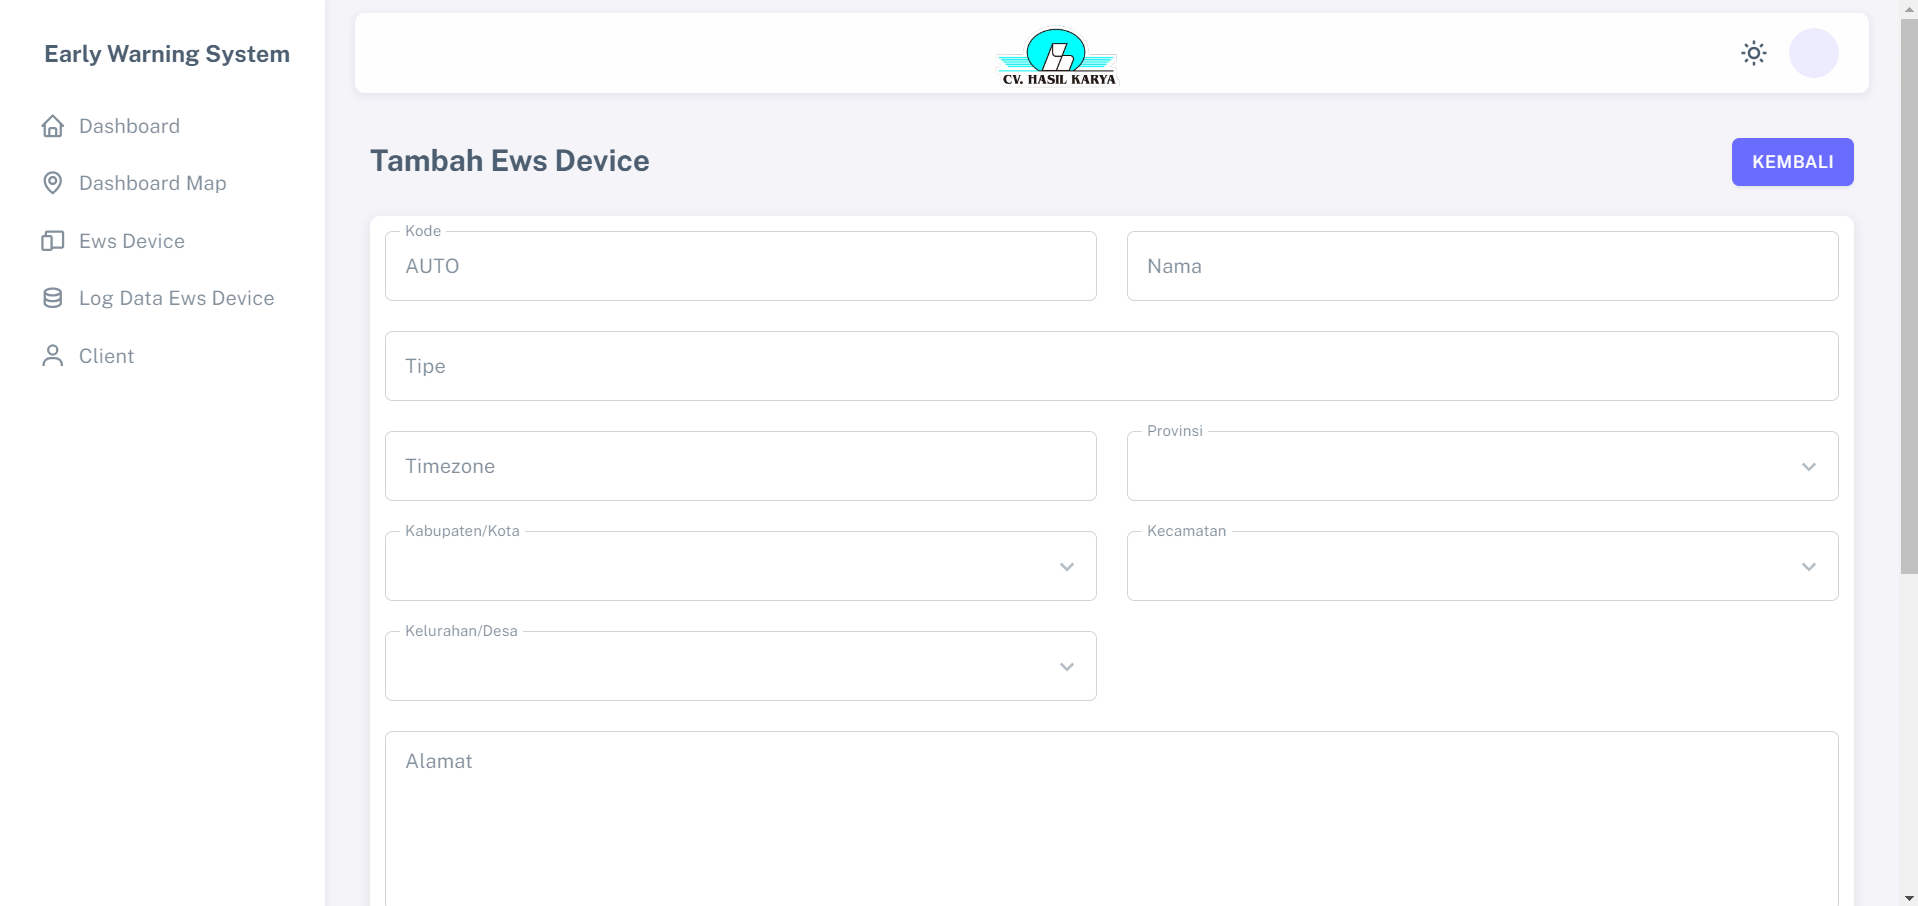 Early Warning System
Dashboard
Dashboard Map
Ews Device
Log Data Ews Device
Client
CV. HASIL KARYA
Tambah Ews Device
KEMBALI
Kode
AUTO
Nama
Tipe
Timezone
Provinsi
Kabupaten/Kota
Kecamatan
Kelurahan/Desa
Alamat